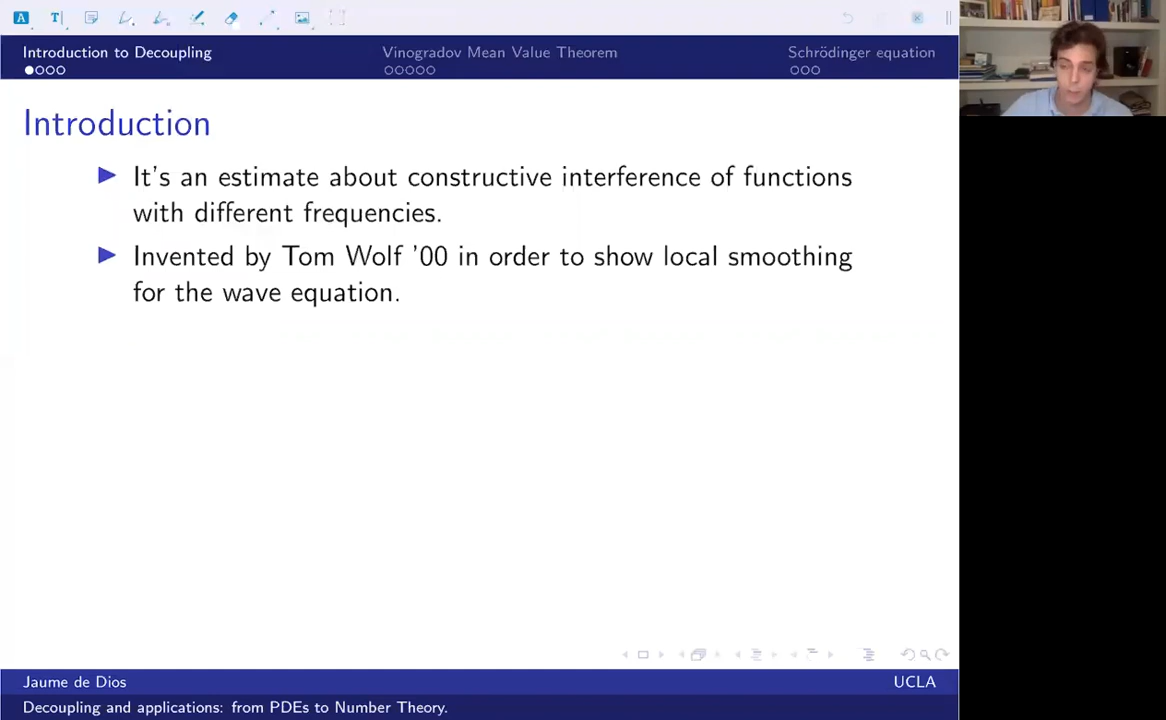 A T
Introduction to Decoupling Vinogradov Mean Value Theorem Schrödinger equation
Introduction
It's an estimate about constructive interference of functions
with different frequencies.
Invented by Tom Wolf '00 in order to show local smoothing
for the wave equation.
Jaume de Dios UCLA
Decoupling and applications: from PDEs to Number Theory.